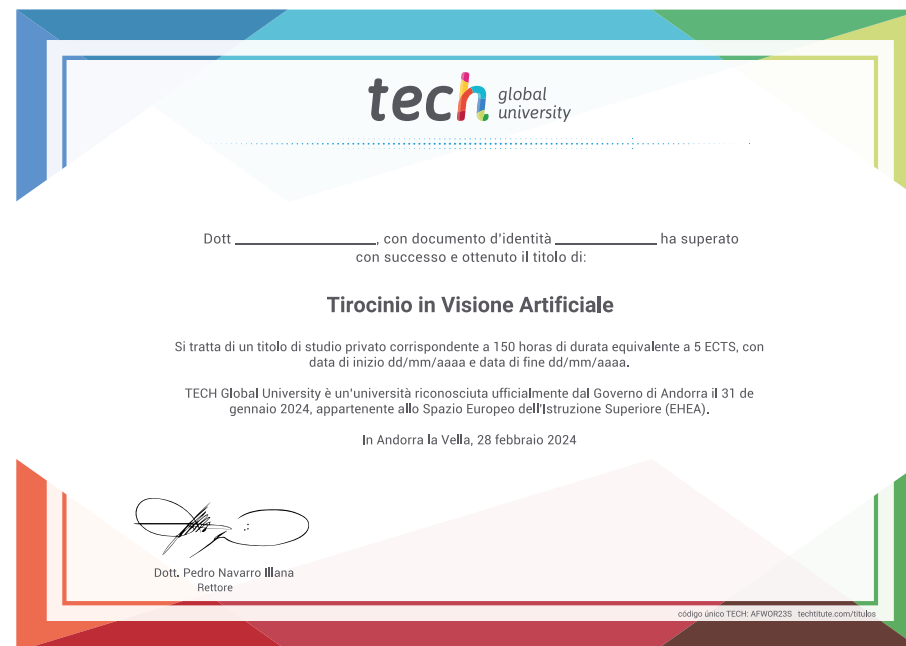 tech global
university
Dott ____________________, con documento d'identità ______________ ha superato
con successo e ottenuto il titolo di:
Tirocinio in Visione Artificiale
Si tratta di un titolo di studio privato corrispondente a 150 horas di durata equivalente a 5 ECTS, con
data di inizio dd/mm/aaaa e data di fine dd/mm/aaaa.
TECH Global University è un'università riconosciuta ufficialmente dal Governo di Andorra il 31 de
gennaio 2024, appartenente allo Spazio Europeo dell'Istruzione Superiore (EHEA).
In Andorra la Vella, 28 febbraio 2024
Dott. Pedro Navarro Illana
Rettore
código único TECH: AFWOR23S techtitute.com/titulos